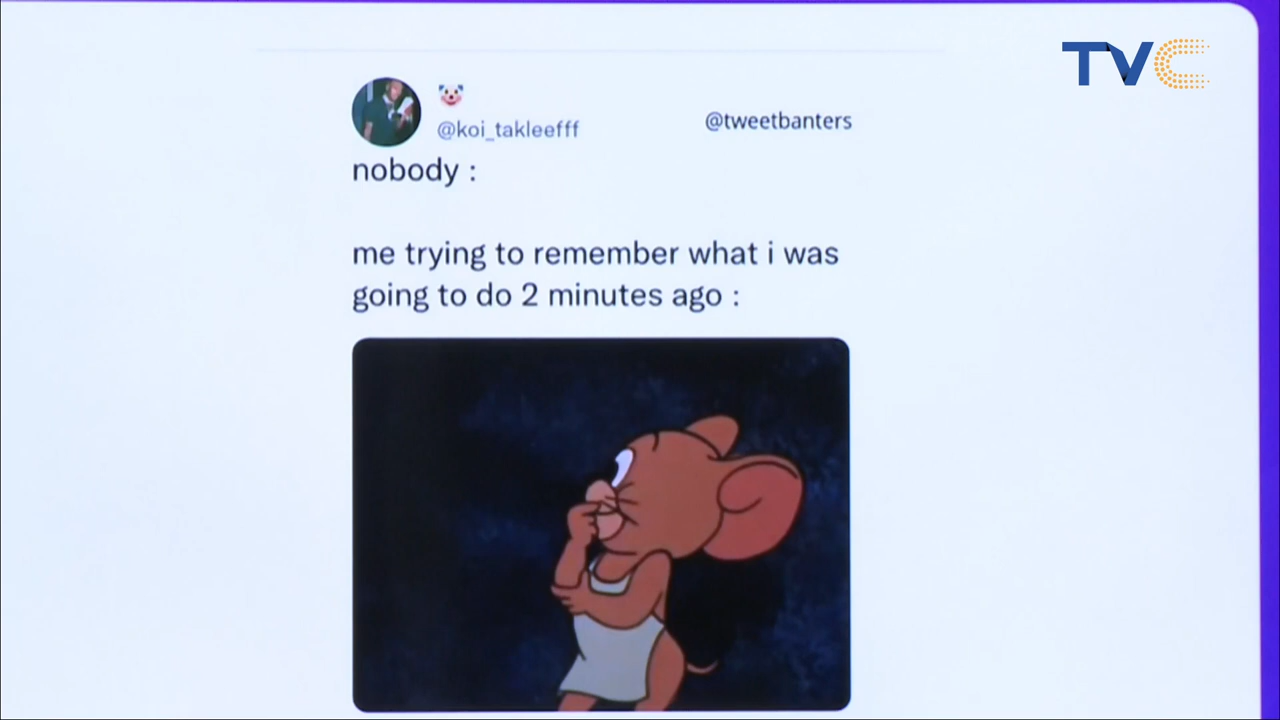 TVC
🤡
@koi_takleefff
@tweetbanters
nobody :
me trying to remember what i was
going to do 2 minutes ago :